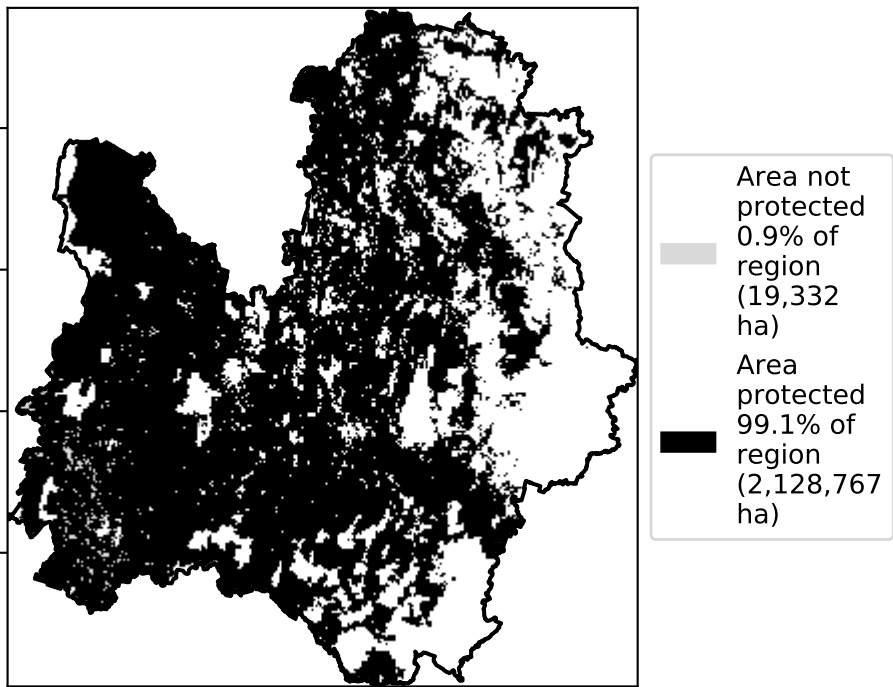 Area not
protected
0.9% of
region
(19,332
ha)
Area
protected
99.1% of
region
(2,128,767
ha)